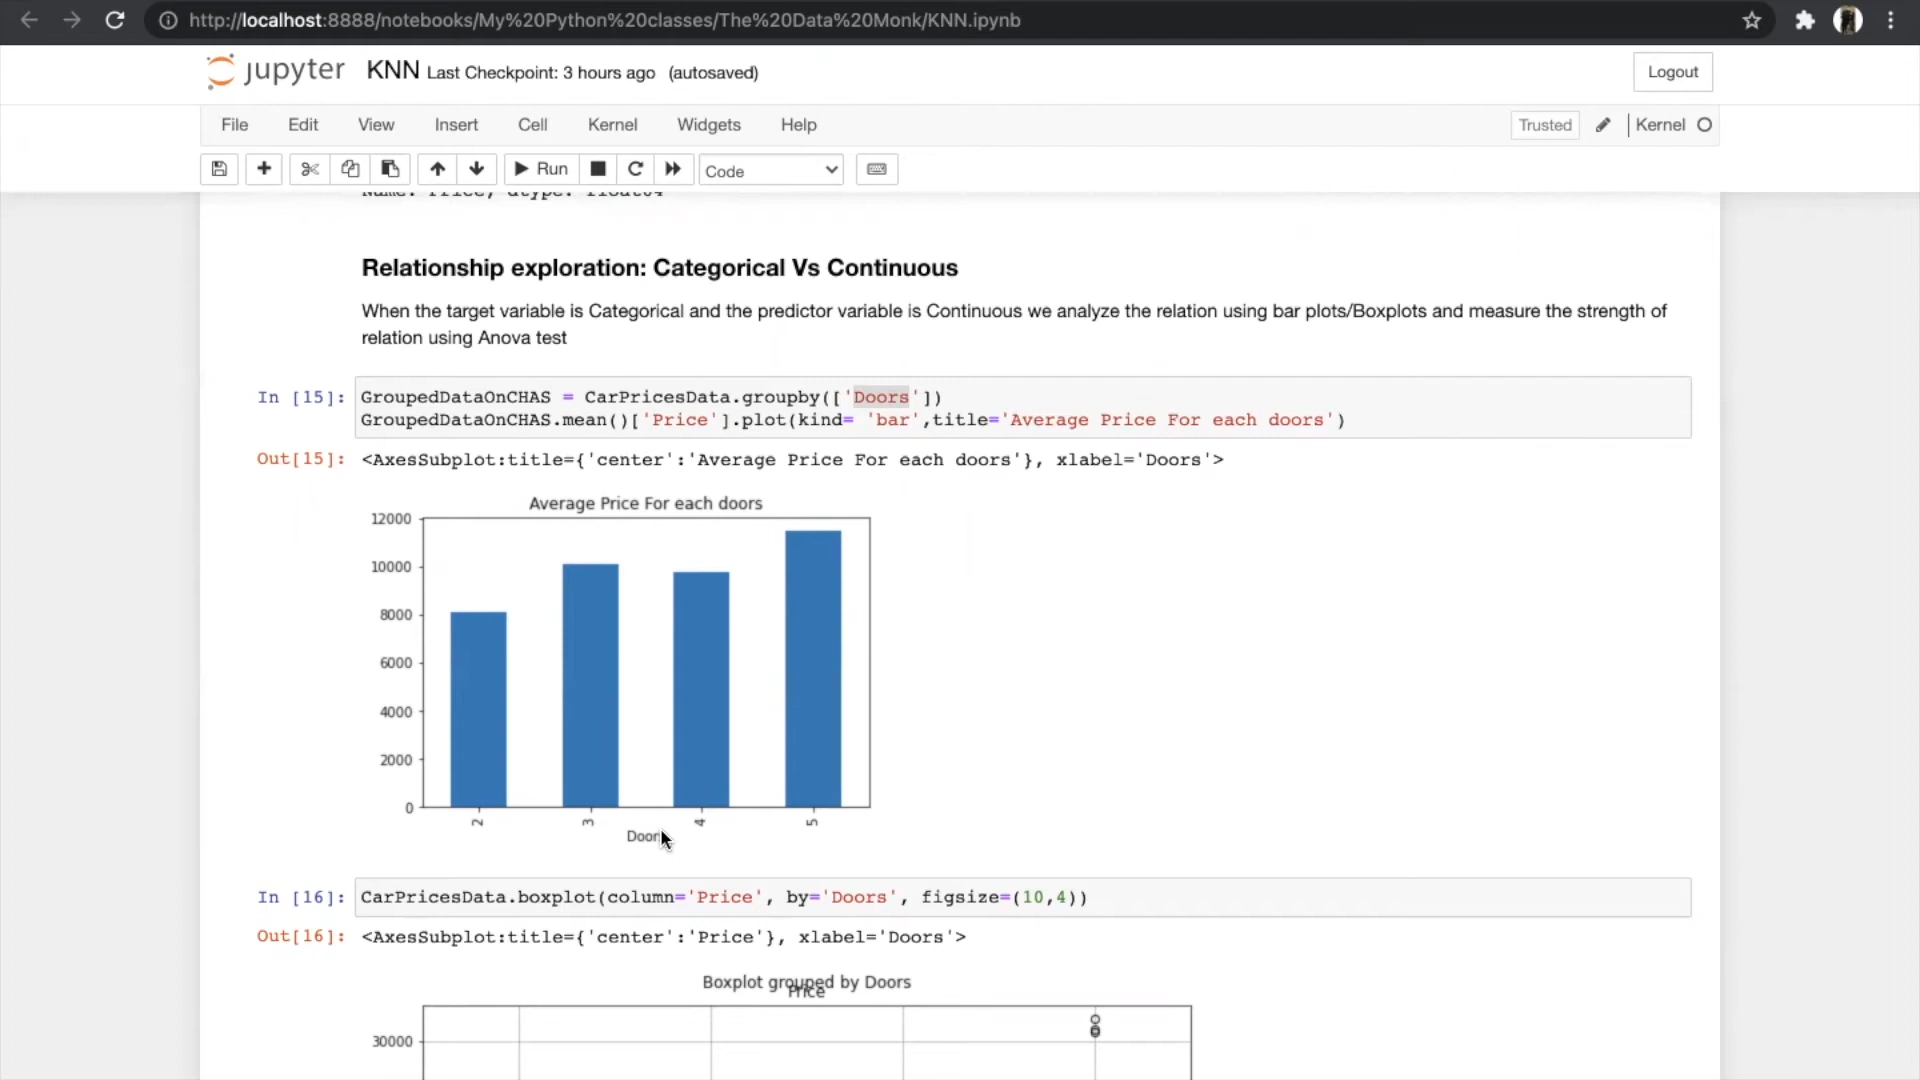 http://localhost:8888/notebooks/My%20Python%20classes/The%20Data%20Monk/KNN.ipynb
jupyter KNN Last Checkpoint: 3 hours ago (autosaved) Logout
File Edit View Insert Cell Kernel Widgets Help Trusted Kernel
Run Code
Name: Price, dtype: float64
Relationship exploration: Categorical Vs Continuous
When the target variable is Categorical and the predictor variable is Continuous we analyze the relation using bar plots/Boxplots and measure the strength of
relation using Anova test
In [15]: GroupedDataOnCHAS = CarPricesData.groupby(['Doors'])
GroupedDataOnCHAS.mean()['Price'].plot(kind= 'bar',title='Average Price For each doors')
Out[15]: <AxesSubplot:title={'center':'Average Price For each doors'}, xlabel='Doors'>
Average Price For each doors
12000
10000
8000
6000
4000
2000
0
2 3 4 5
Doors
In [16]: CarPricesData.boxplot(column='Price', by='Doors', figsize=(10,4))
Out[16]: <AxesSubplot:title={'center':'Price'}, xlabel='Doors'>
Boxplot grouped by Doors
Price
30000